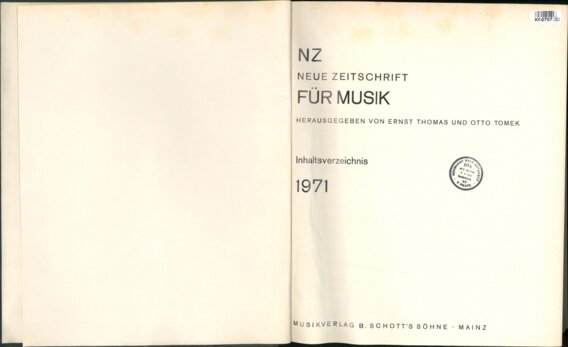 NZ
NEUE ZEITSCHRIFT
FÜR MUSIK
HERAUSGEGEBEN VON ERNST THOMAS UND OTTO TOMEK
Inhaltsverzeichnis
1971
MUSIKVERLAG B. SCHOTT'S SÖHNE · MAINZ